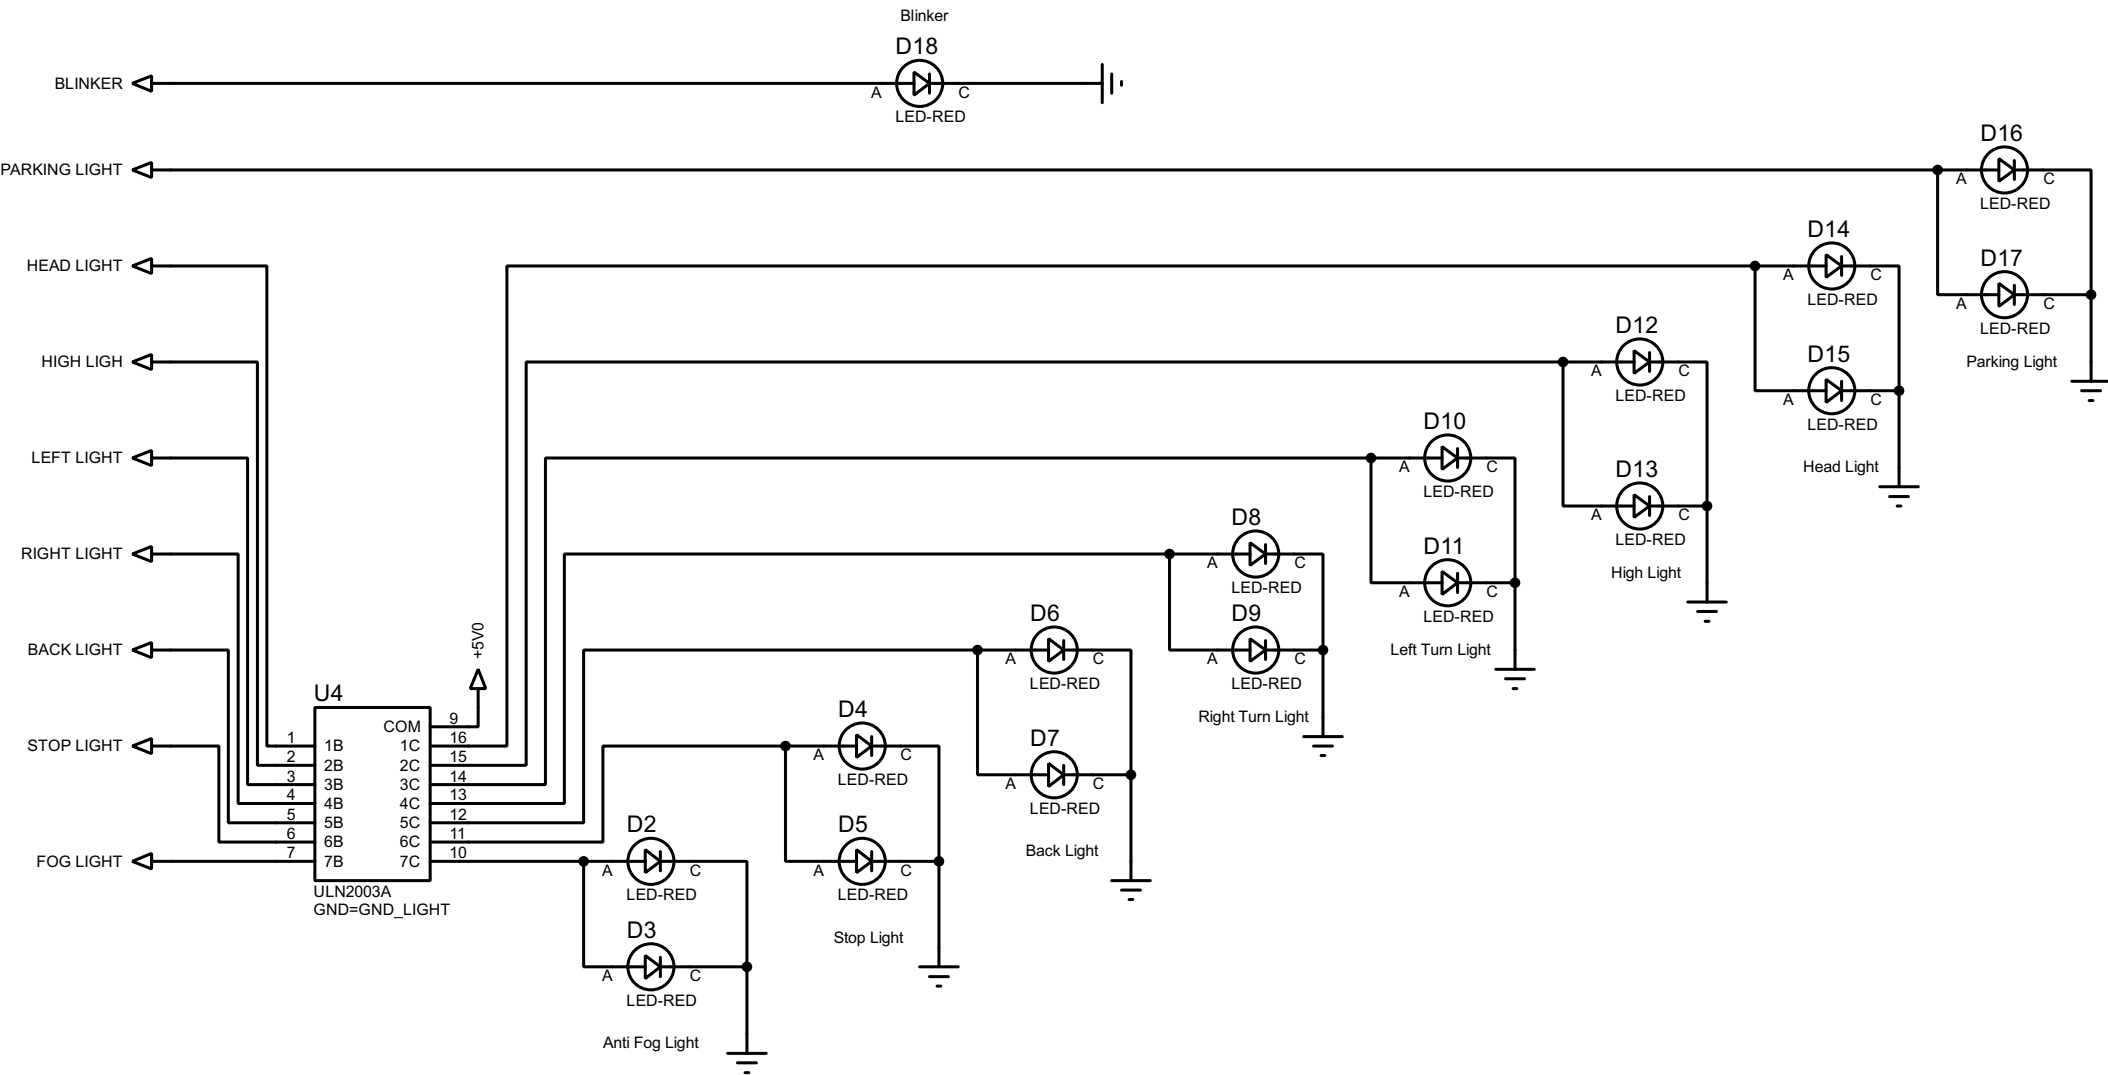 Blinker
D18
BLINKER
A C
LED-RED
D16
PARKING LIGHT
A C
LED-RED
D14
HEAD LIGHT
A C
LED-RED
D17
A C
LED-RED
Parking Light
D12
HIGH LIGH
A C
LED-RED
D15
A C
LED-RED
Head Light
D10
LEFT LIGHT
A C
LED-RED
D13
A C
LED-RED
High Light
D8
RIGHT LIGHT
A C
LED-RED
D11
A C
LED-RED
Left Turn Light
D6
BACK LIGHT
A C
LED-RED
D9
A C
LED-RED
Right Turn Light
+5V0
U4
D4
STOP LIGHT
A C
LED-RED
D7
A C
LED-RED
Back Light
COM 9
1 1B 1C 16
2 2B 2C 15
3 3B 3C 14
4 4B 4C 13
5 5B 5C 12
6 6B 6C 11
7 7B 7C 10
FOG LIGHT
ULN2003A
GND=GND_LIGHT
D2
A C
LED-RED
D5
A C
LED-RED
Stop Light
D3
A C
LED-RED
Anti Fog Light